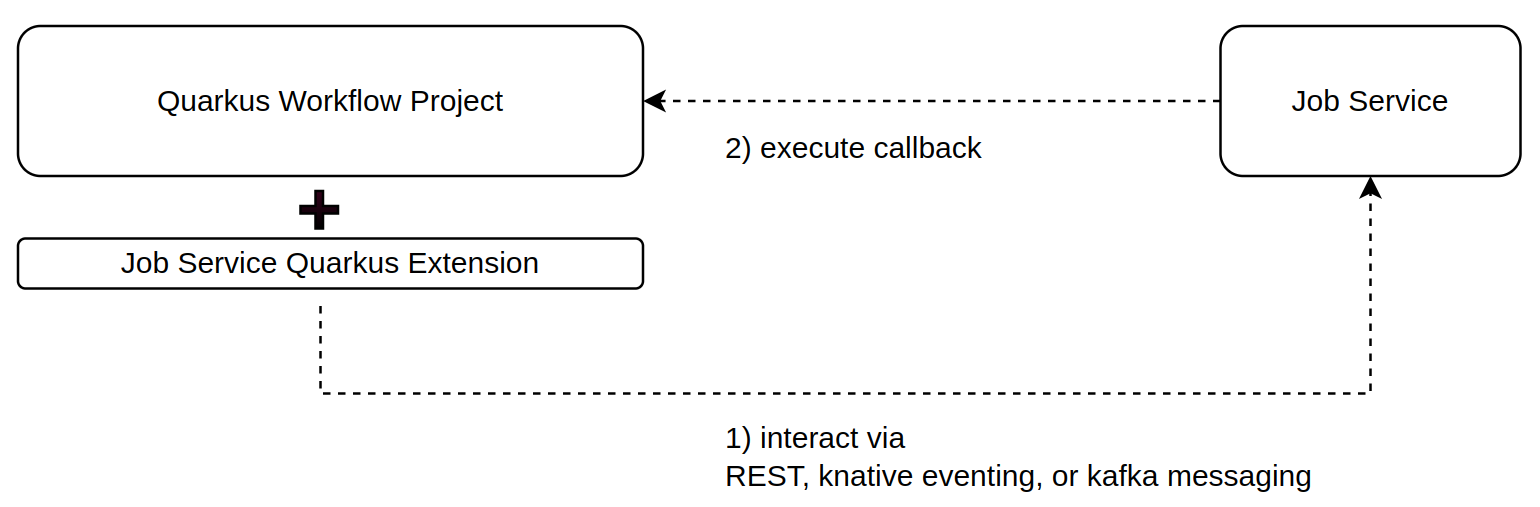 Quarkus Workflow Project
Job Service
2) execute callback
Job Service Quarkus Extension
1) interact via
REST, knative eventing, or kafka messaging